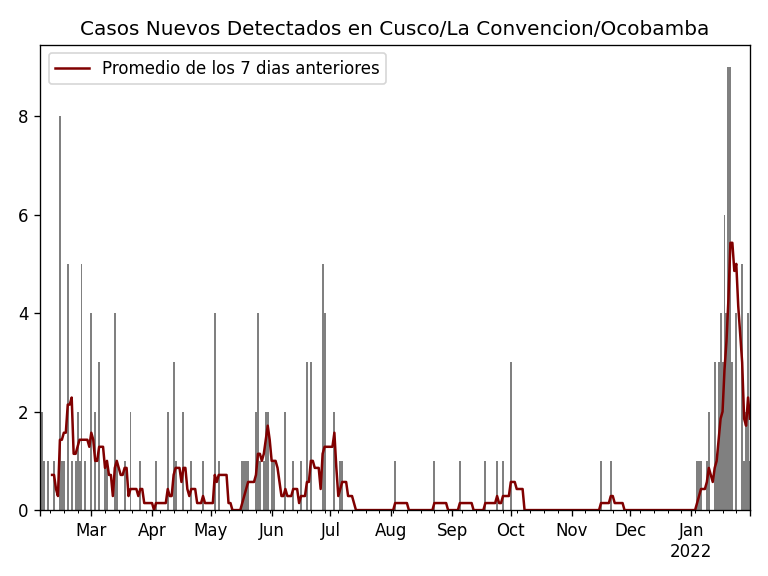 Casos Nuevos Detectados en Cusco/La Convencion/Ocobamba
Promedio de los 7 dias anteriores
8
6
4
2
0
Mar Apr May Jun Jul Aug Sep Oct Nov Dec Jan
2022